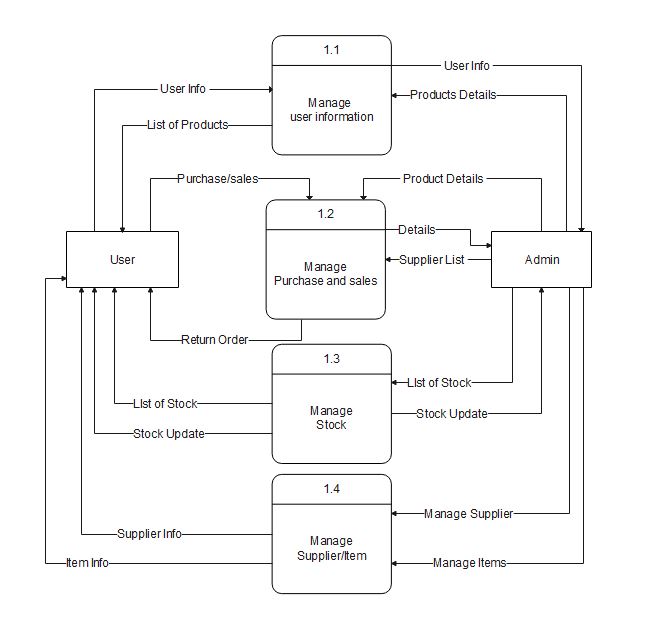 1.1
User Info
User Info
Products Details
Manage
user information
List of Products
Purchase/sales
Product Details
1.2
Details
User
Manage
Purchase and sales
Supplier List
Admin
Return Order
1.3
LIst of Stock
LIst of Stock
Manage
Stock
Stock Update
Stock Update
1.4
Manage Supplier
Supplier Info
Manage
Supplier/Item
Item Info
Manage Items